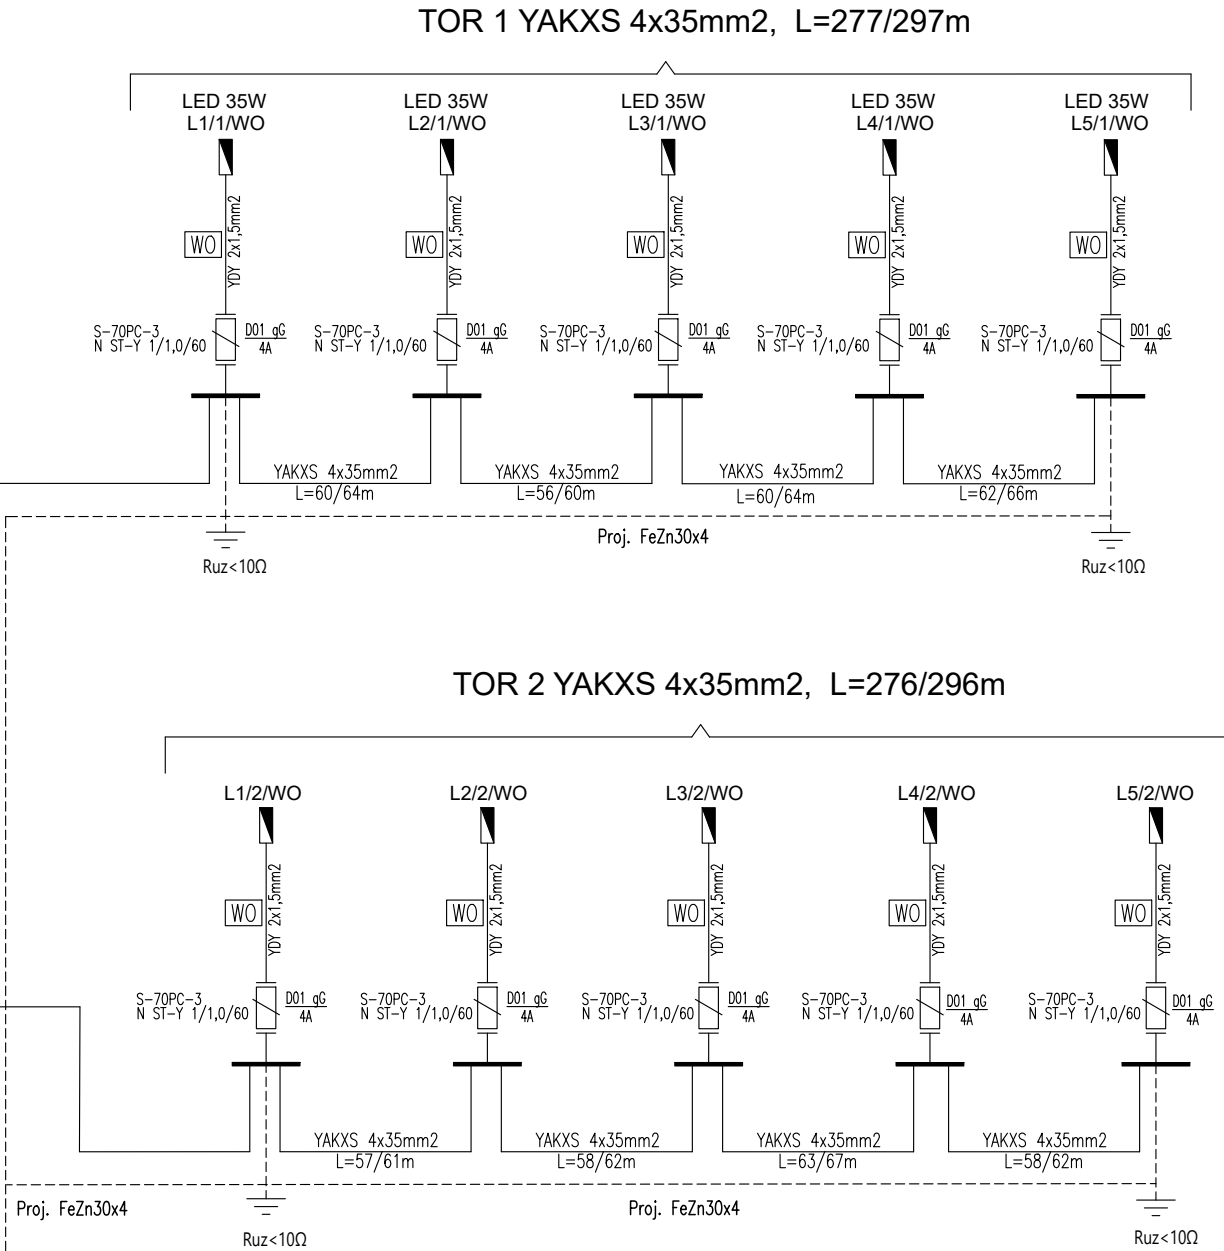 TOR 1 YAKXS 4x35mm2, L=277/297m
LED 35W
L1/1/WO
LED 35W
L2/1/WO
LED 35W
L3/1/WO
LED 35W
L4/1/WO
LED 35W
L5/1/WO
WO
YDY 2x1,5mm2
WO
YDY 2x1,5mm2
WO
YDY 2x1,5mm2
WO
YDY 2x1,5mm2
WO
YDY 2x1,5mm2
S-70PC-3
N ST-Y 1/1,0/60
D01 gG
4A
S-70PC-3
N ST-Y 1/1,0/60
D01 gG
4A
S-70PC-3
N ST-Y 1/1,0/60
D01 gG
4A
S-70PC-3
N ST-Y 1/1,0/60
D01 gG
4A
S-70PC-3
N ST-Y 1/1,0/60
D01 gG
4A
YAKXS 4x35mm2
L=60/64m
YAKXS 4x35mm2
L=56/60m
YAKXS 4x35mm2
L=60/64m
YAKXS 4x35mm2
L=62/66m
Proj. FeZn30x4
Ruz<10Ω
Ruz<10Ω
TOR 2 YAKXS 4x35mm2, L=276/296m
L1/2/WO
L2/2/WO
L3/2/WO
L4/2/WO
L5/2/WO
WO
YDY 2x1,5mm2
WO
YDY 2x1,5mm2
WO
YDY 2x1,5mm2
WO
YDY 2x1,5mm2
WO
YDY 2x1,5mm2
S-70PC-3
N ST-Y 1/1,0/60
D01 gG
4A
S-70PC-3
N ST-Y 1/1,0/60
D01 gG
4A
S-70PC-3
N ST-Y 1/1,0/60
D01 gG
4A
S-70PC-3
N ST-Y 1/1,0/60
D01 gG
4A
S-70PC-3
N ST-Y 1/1,0/60
D01 gG
4A
YAKXS 4x35mm2
L=57/61m
YAKXS 4x35mm2
L=58/62m
YAKXS 4x35mm2
L=63/67m
YAKXS 4x35mm2
L=58/62m
Proj. FeZn30x4
Proj. FeZn30x4
Ruz<10Ω
Ruz<10Ω